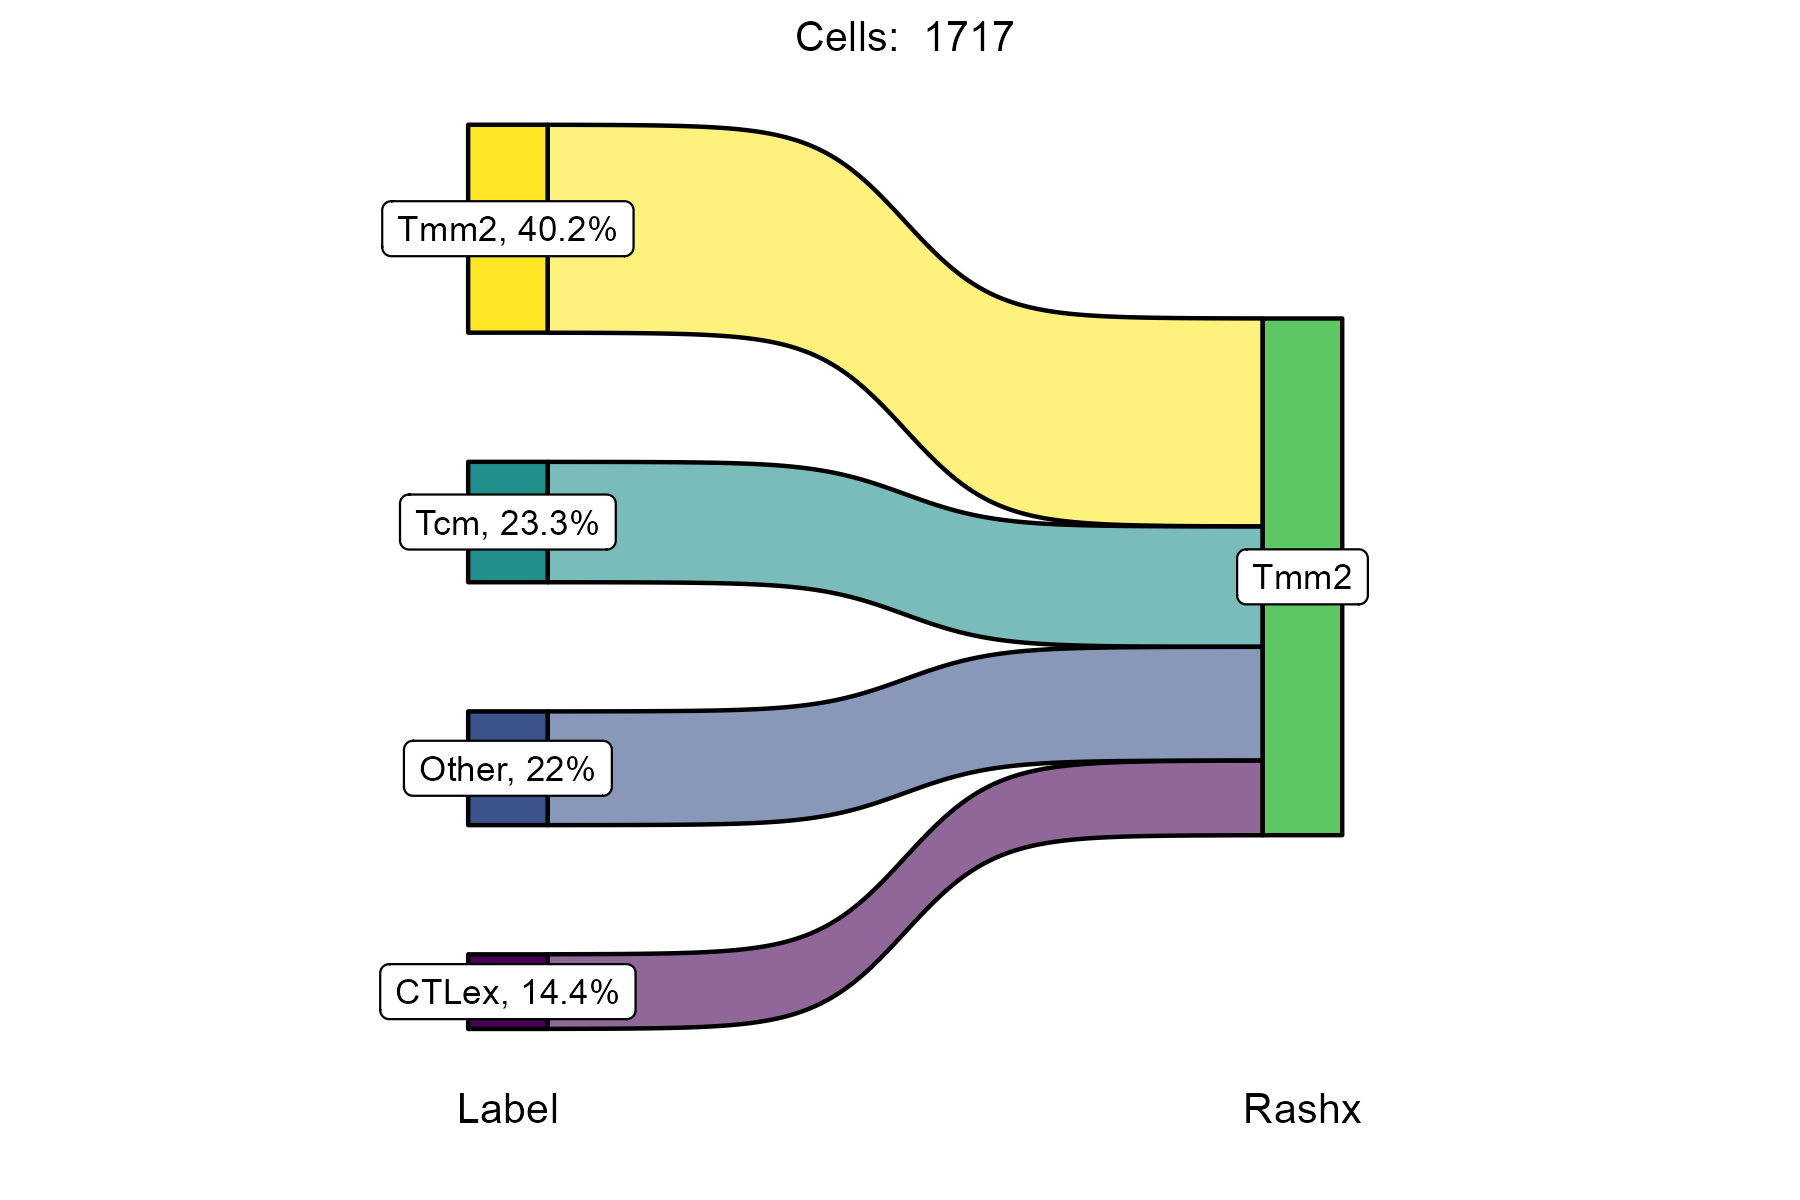 Cells:  1717
Tmm2, 40.2%
Tcm, 23.3%
Tmm2
Other, 22%
CTLex, 14.4%
Label
Rashx